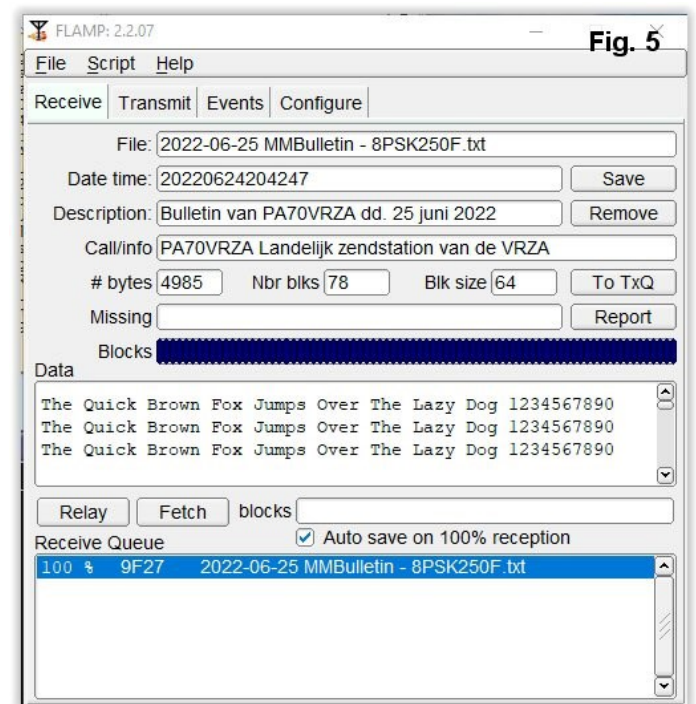 FLAMP: 2.2.07
Fig. 5
File Script Help
Receive Transmit Events Configure
File: 2022-06-25 MMBulletin - 8PSK250F.txt
Date time: 20220624204247 Save
Description: Bulletin van PA70VRZA dd. 25 juni 2022 Remove
Call/info PA70VRZA Landelijk zendstation van de VRZA
# bytes 4985 Nbr blks 78 Blk size 64 To TxQ
Missing Report
Blocks
Data
The Quick Brown Fox Jumps Over The Lazy Dog 1234567890
The Quick Brown Fox Jumps Over The Lazy Dog 1234567890
The Quick Brown Fox Jumps Over The Lazy Dog 1234567890
Relay Fetch blocks
Auto save on 100% reception
Receive Queue
100 % 9F27 2022-06-25 MMBulletin - 8PSK250F.txt